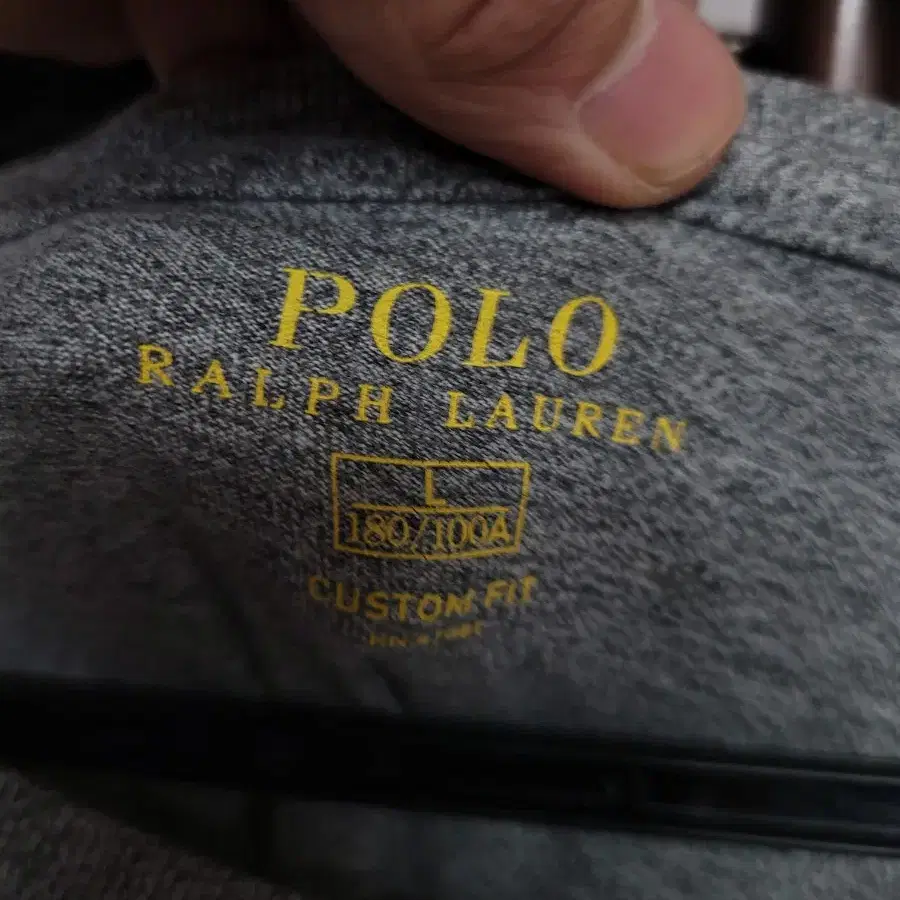 POLO
RALPH LAUREN
L
180/100A
CUSTOM FIT